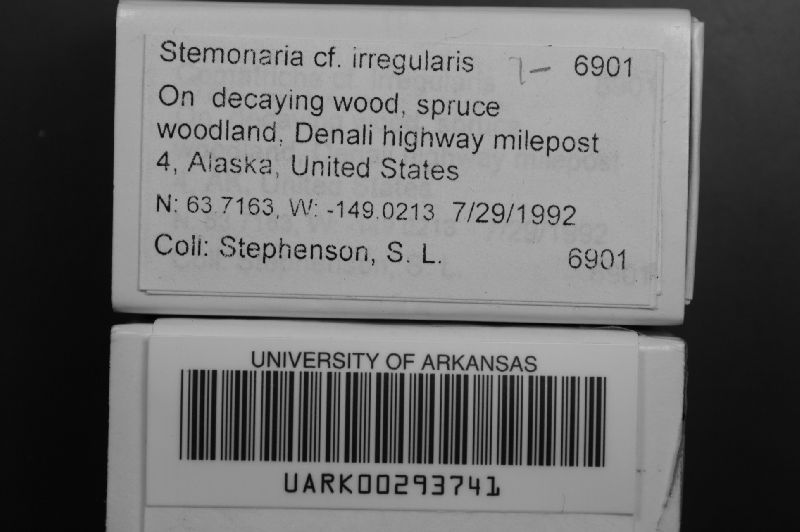 Stemonaria cf. irregularis 7- 6901
On decaying wood, spruce
woodland, Denali highway milepost
4, Alaska, United States
N: 63.7163, W: -149.0213 7/29/1992
Coll: Stephenson, S. L. 6901
UNIVERSITY OF ARKANSAS
UARK00293741